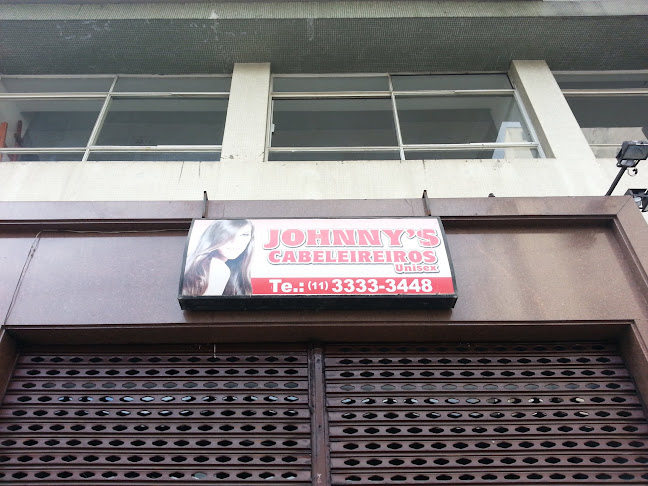 JOHNNY'S
CABELEIREIROS
Unisex
Te.: (11) 3333-3448